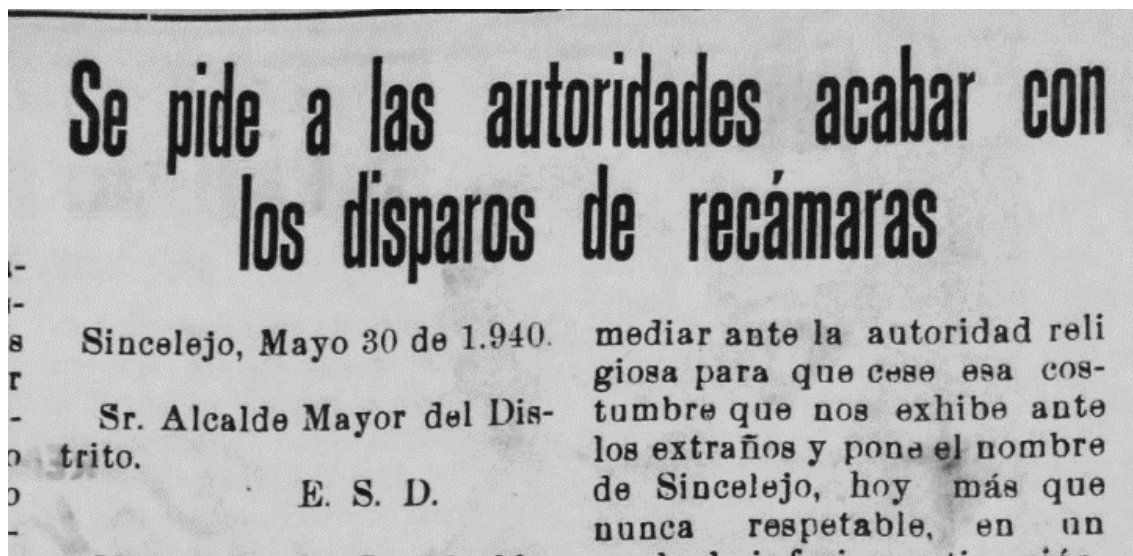 Se pide a las autoridades acabar con
los disparos de recámaras
Sincelejo, Mayo 30 de 1.940.
Sr. Alcalde Mayor del Dis-
trito.
E. S. D.
mediar ante la autoridad reli
giosa para que cese esa cos-
tumbre que nos exhibe ante
los extraños y pone el nombre
de Sincelejo, hoy más que
nunca respetable, en un